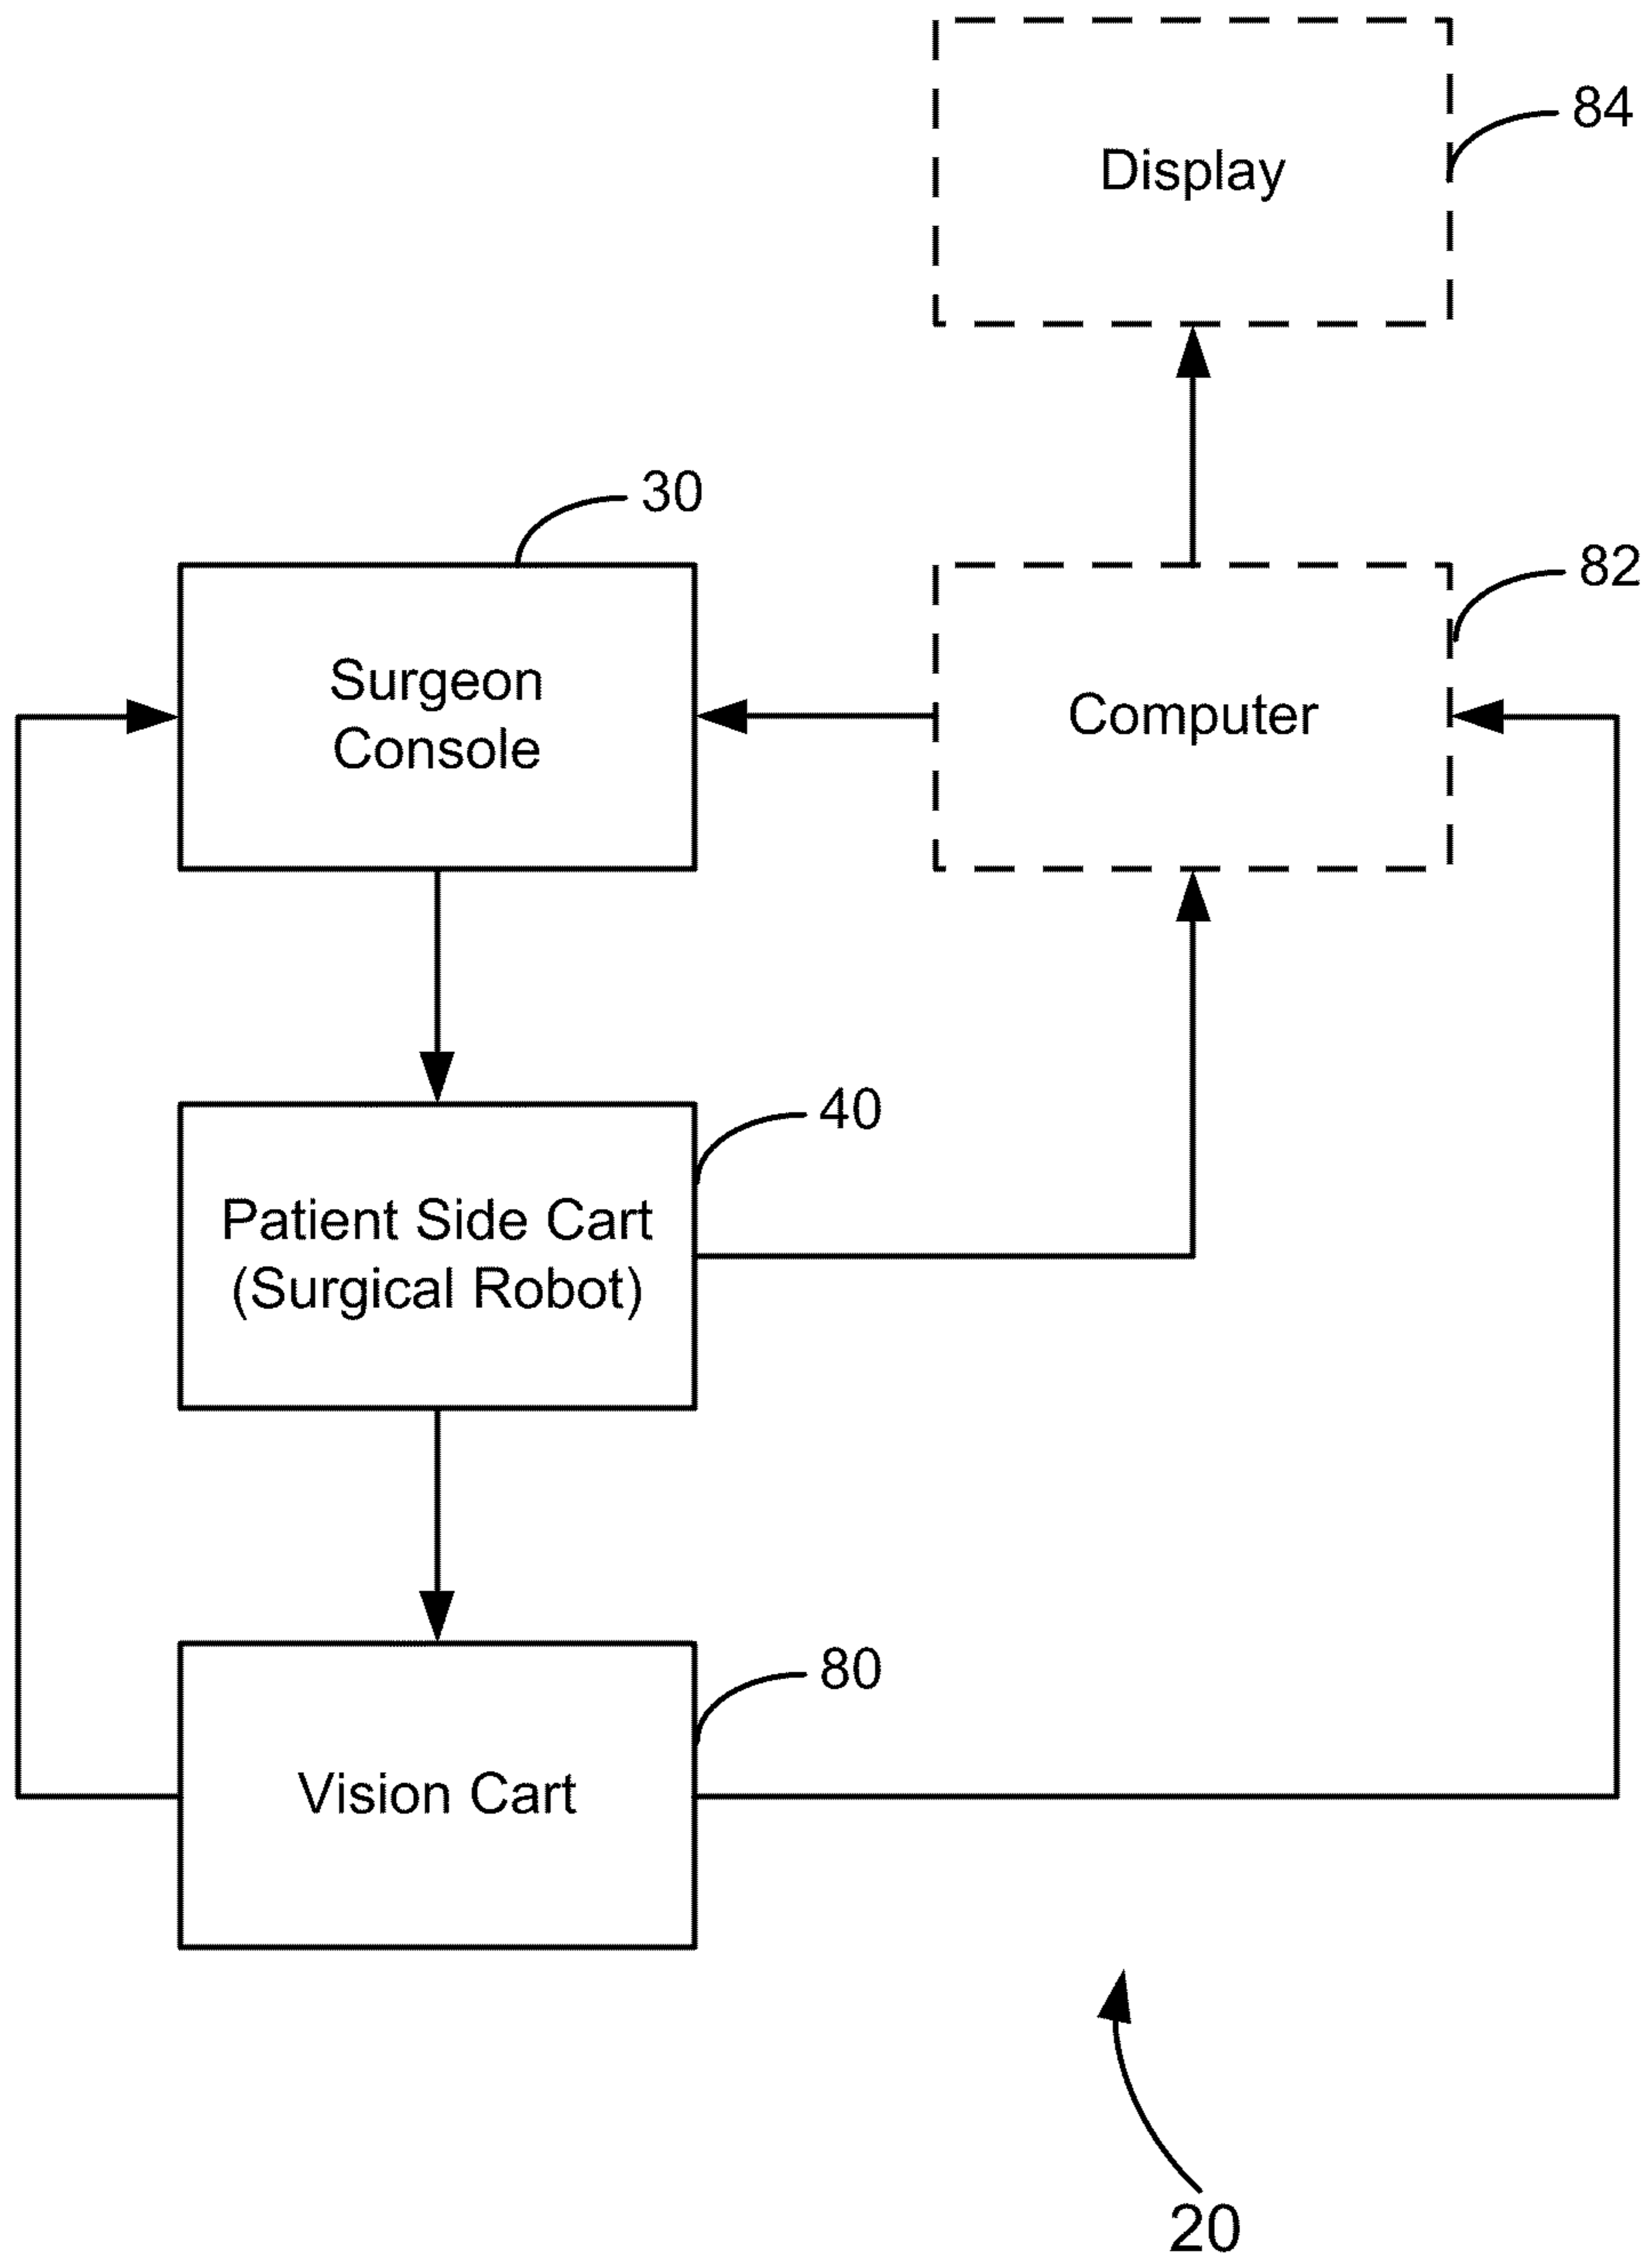 84
Display
30
82
Surgeon
Console
Computer
40
Patient Side Cart
(Surgical Robot)
80
Vision Cart
20